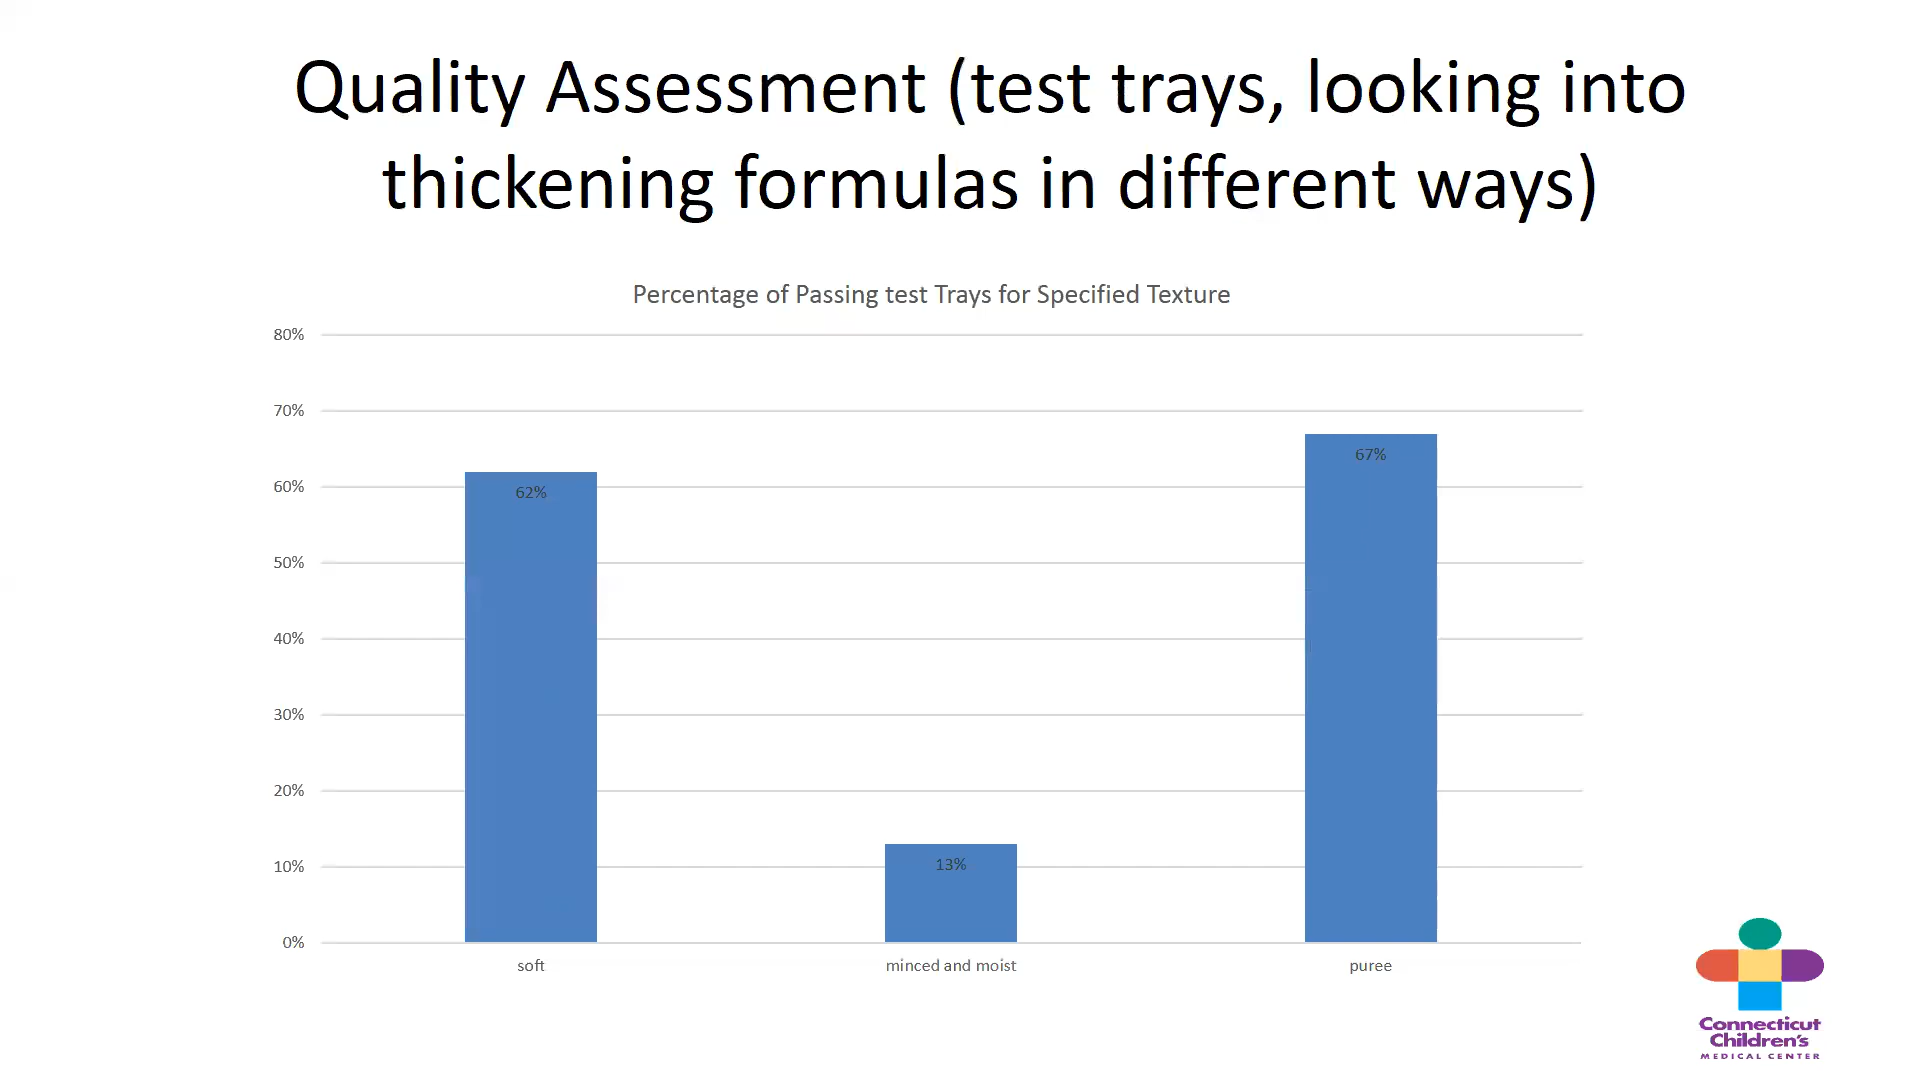 Quality Assessment (test trays, looking into
thickening formulas in different ways)
Percentage of Passing test Trays for Specified Texture
80%
70%
60%
50%
40%
30%
20%
10%
0%
62%
13%
67%
soft
minced and moist
puree
Connecticut
Children's
MEDICAL CENTER